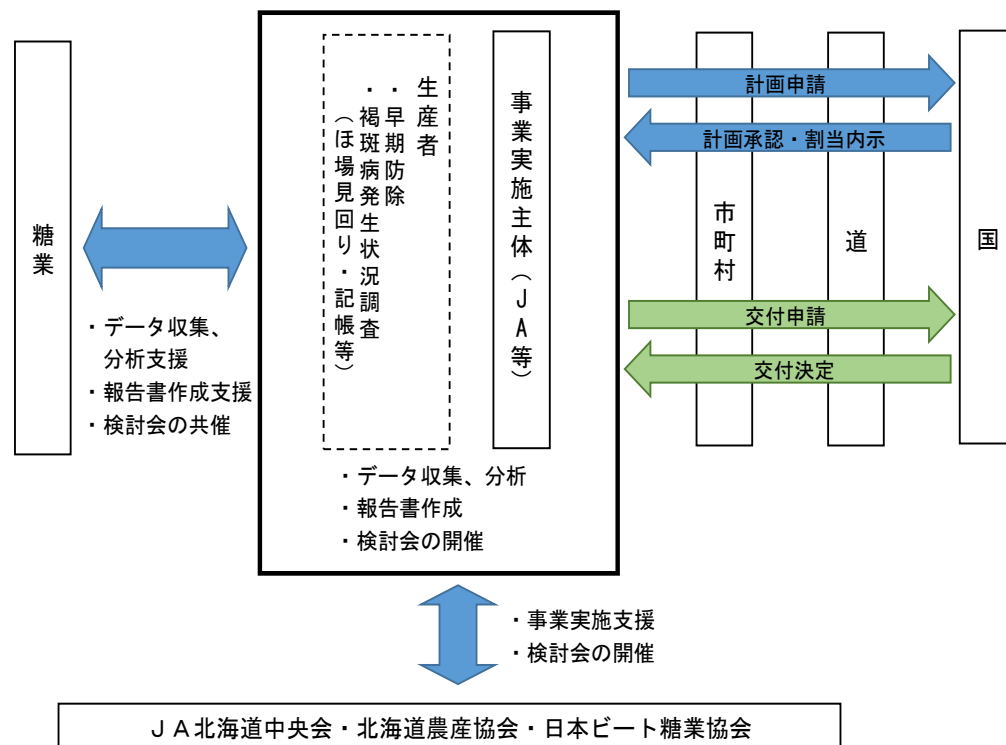 糖業
・データ収集、
分析支援
・報告書作成支援
・検討会の共催
生産者
・早期防除
・褐斑病発生状況調査
（ほ場見回り・記帳等）
事業実施主体（ＪＡ等）
・データ収集、分析
・報告書作成
・検討会の開催
計画申請
計画承認・割当内示
市町村
道
国
交付申請
交付決定
・事業実施支援
・検討会の開催
ＪＡ北海道中央会・北海道農産協会・日本ビート糖業協会